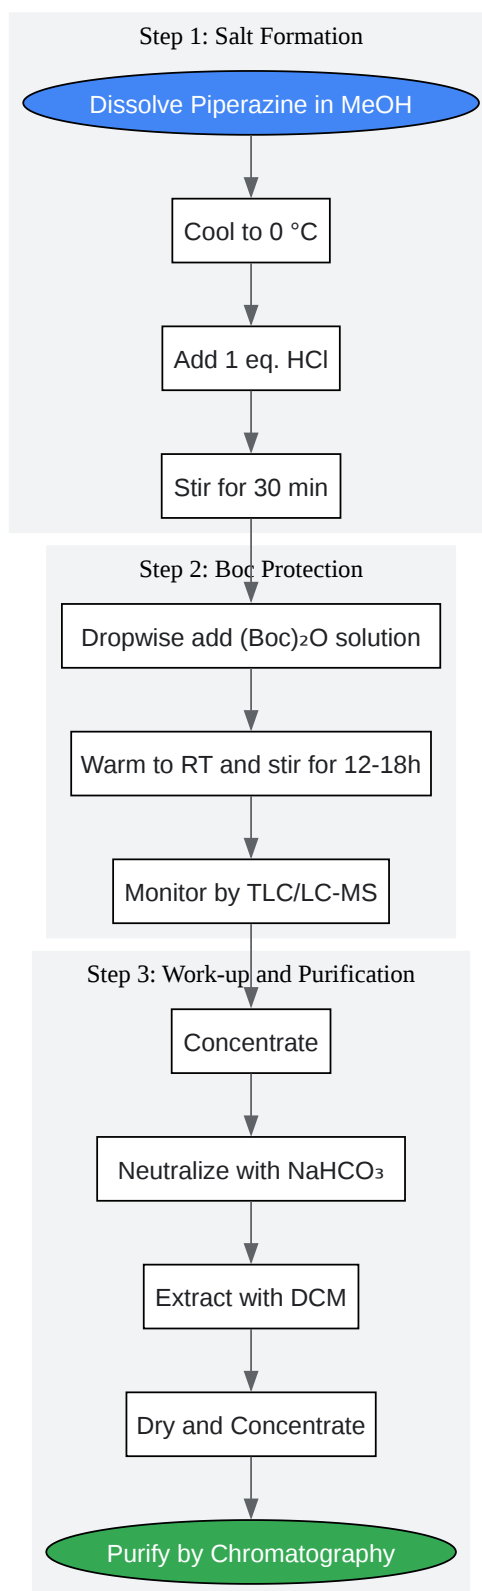 Step 1: Salt Formation
Dissolve Piperazine in MeOH
Cool to 0 °C
Add 1 eq. HCl
Stir for 30 min
Step 2: Boc Protection
Dropwise add (Boc)₂O solution
Warm to RT and stir for 12-18h
Monitor by TLC/LC-MS
Step 3: Work-up and Purification
Concentrate
Neutralize with NaHCO₃
Extract with DCM
Dry and Concentrate
Purify by Chromatography